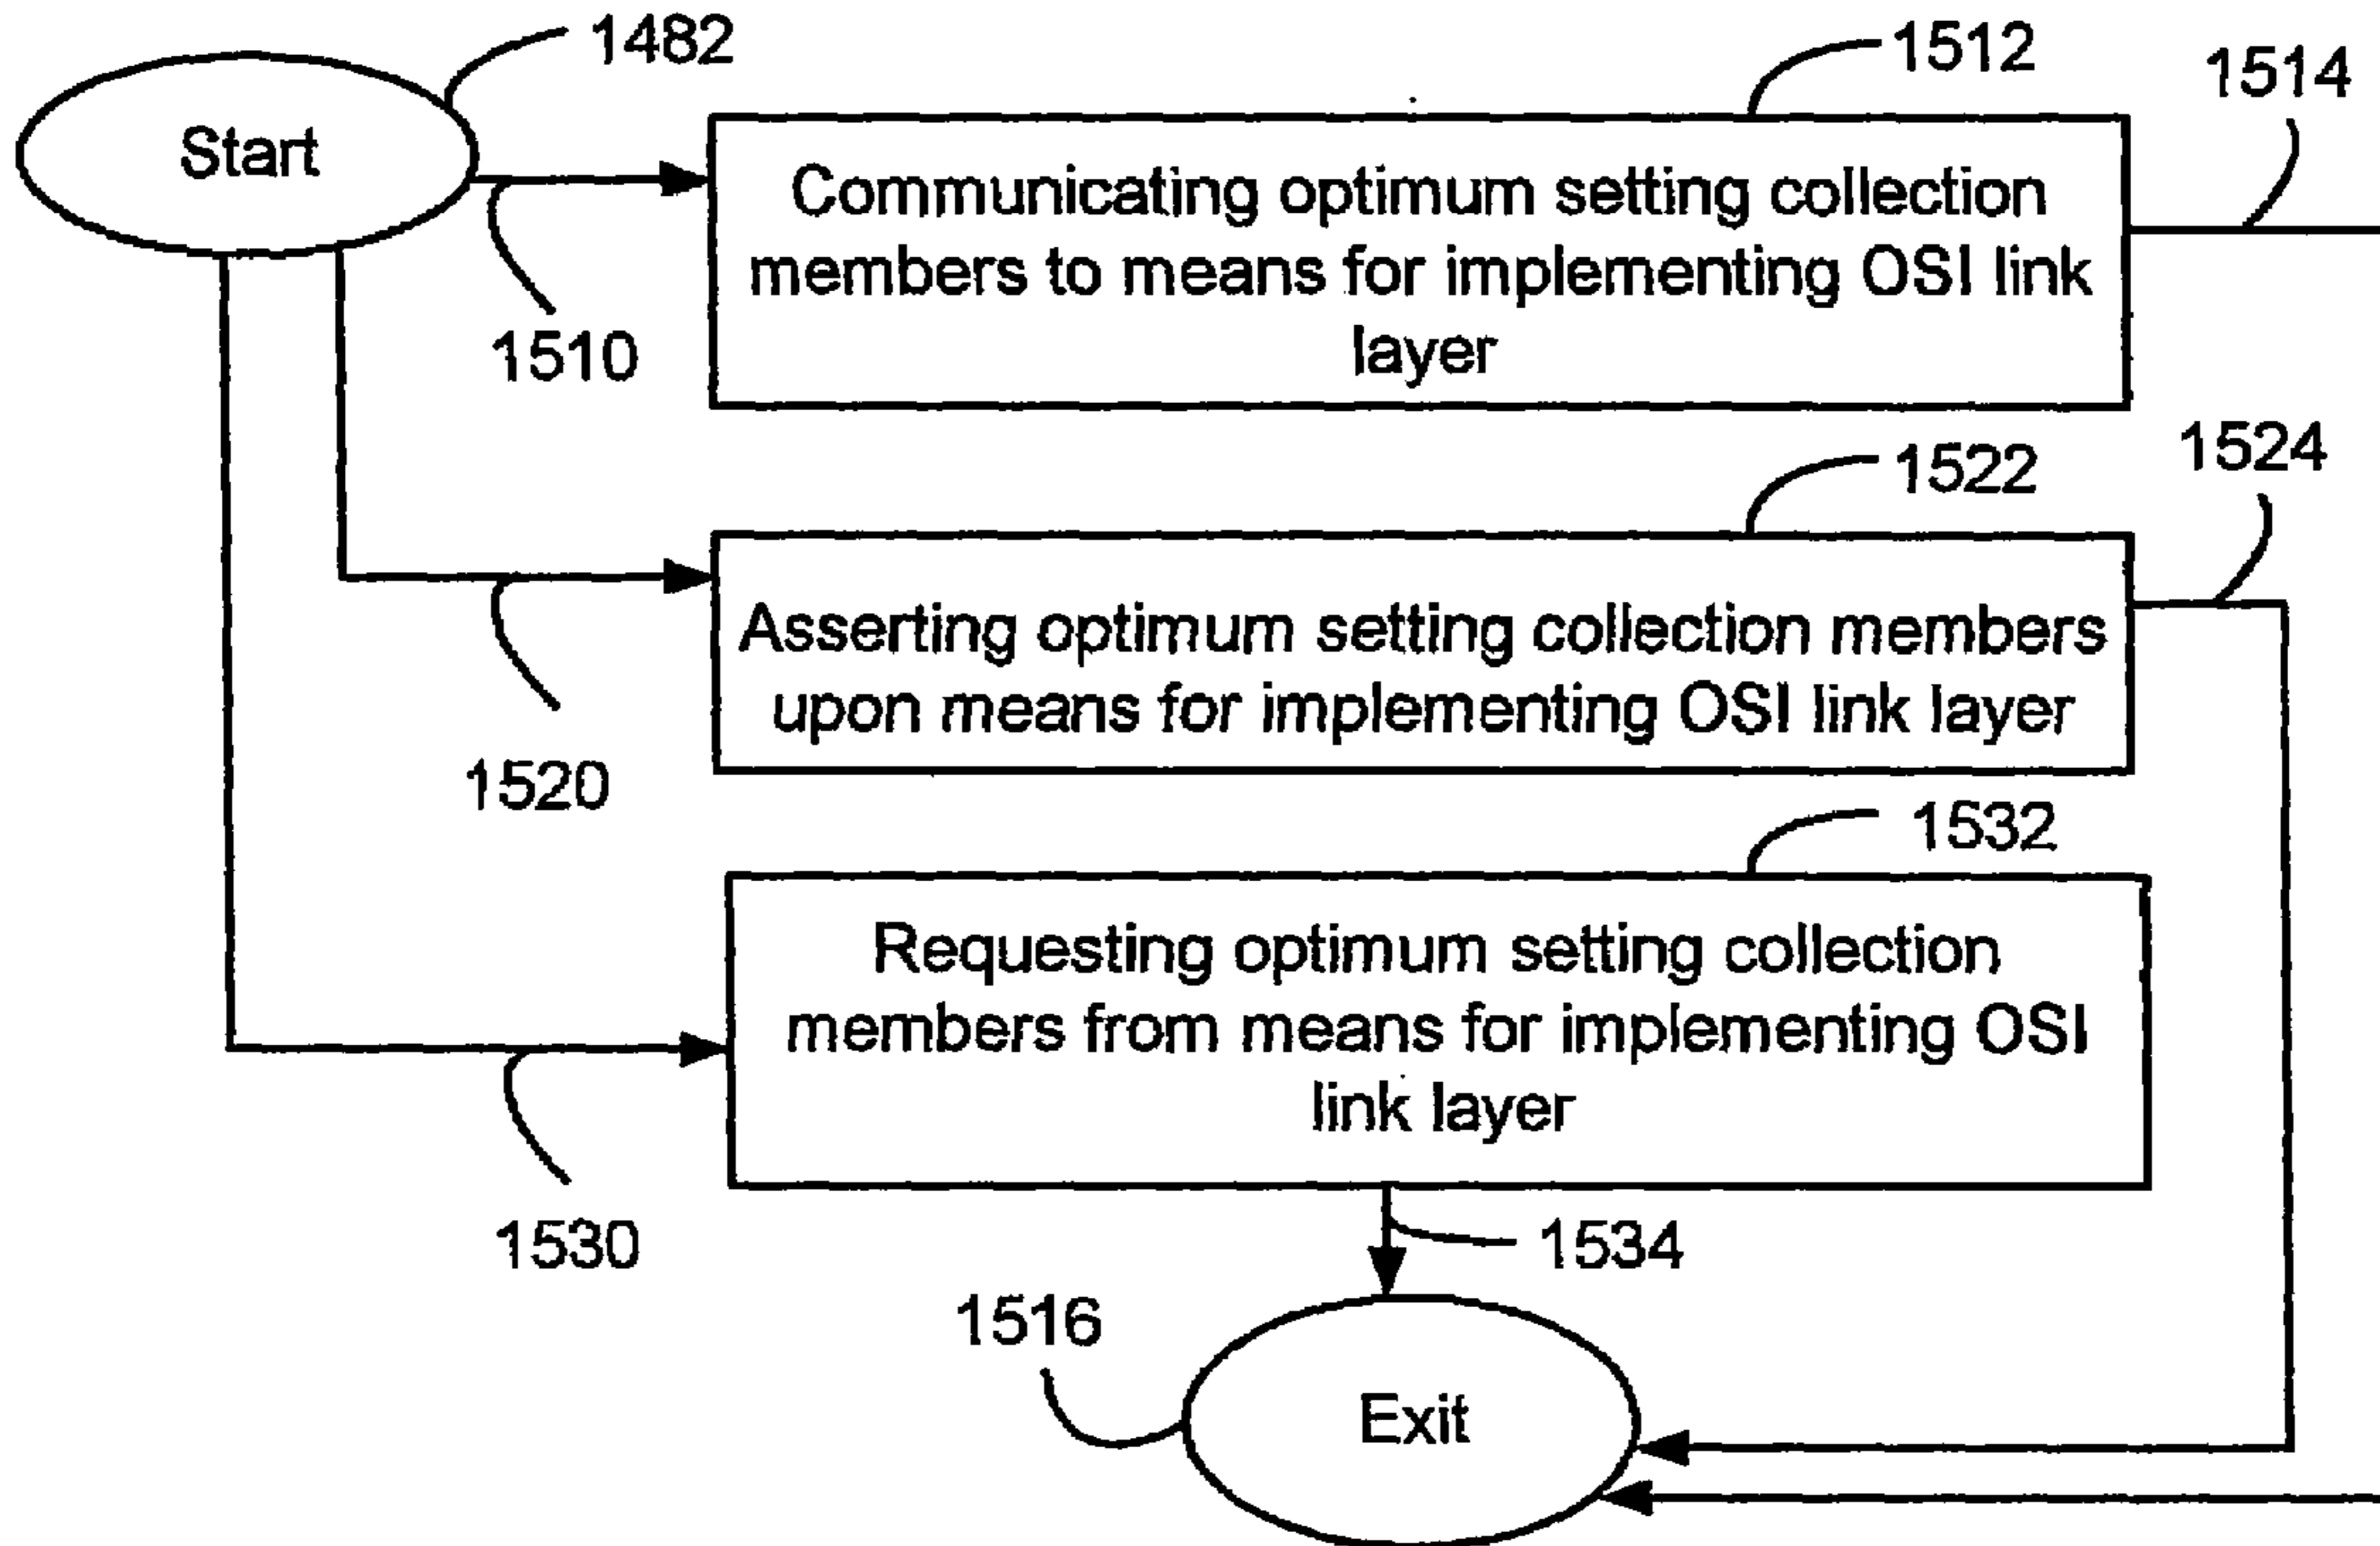 1482
1512
1514
Start
Communicating optimum setting collection
members to means for implementing OSI link
layer
1510
1522
1524
Asserting optimum setting collection members
upon means for implementing OSI link layer
1520
1532
Requesting optimum setting collection
members from means for implementing OSI
link layer
1530
1534
1516
Exit